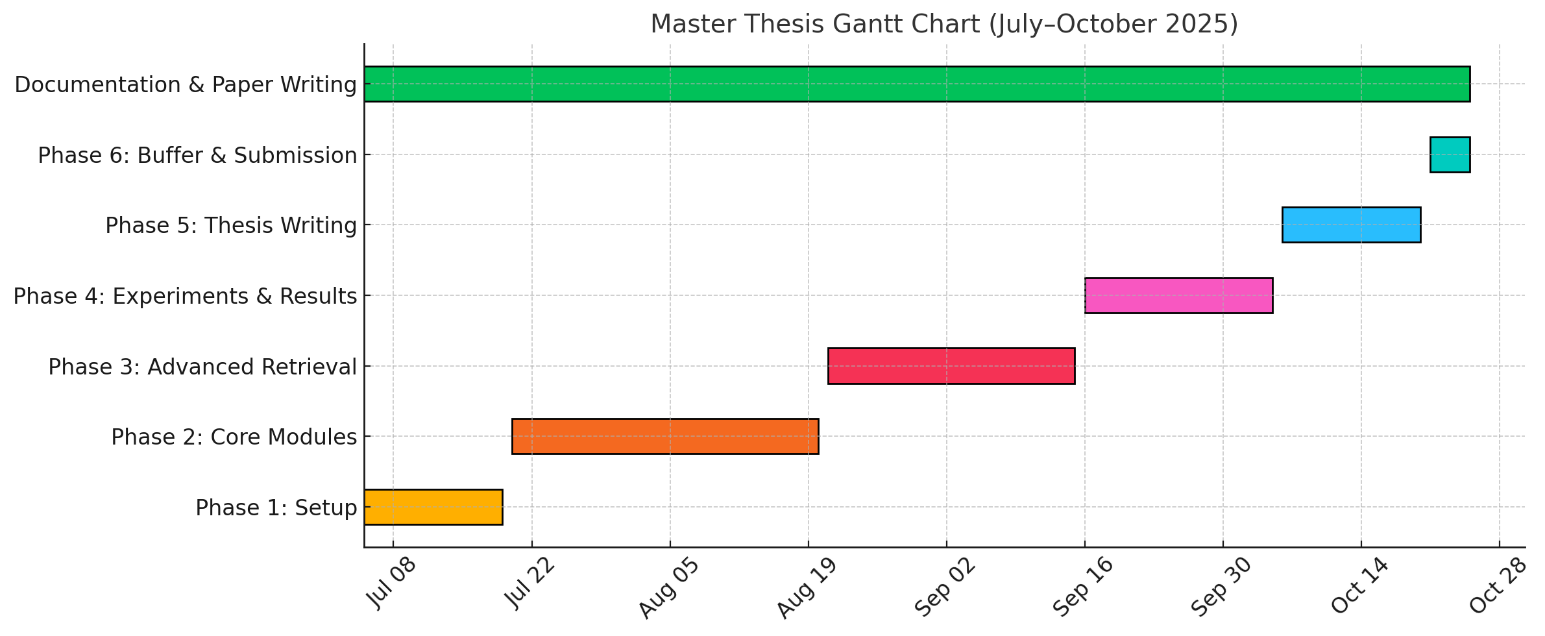 Master Thesis Gantt Chart (July–October 2025)
Documentation & Paper Writing
Phase 6: Buffer & Submission
Phase 5: Thesis Writing
Phase 4: Experiments & Results
Phase 3: Advanced Retrieval
Phase 2: Core Modules
Phase 1: Setup
Jul 08
Jul 22
Aug 05
Aug 19
Sep 02
Sep 16
Sep 30
Oct 14
Oct 28